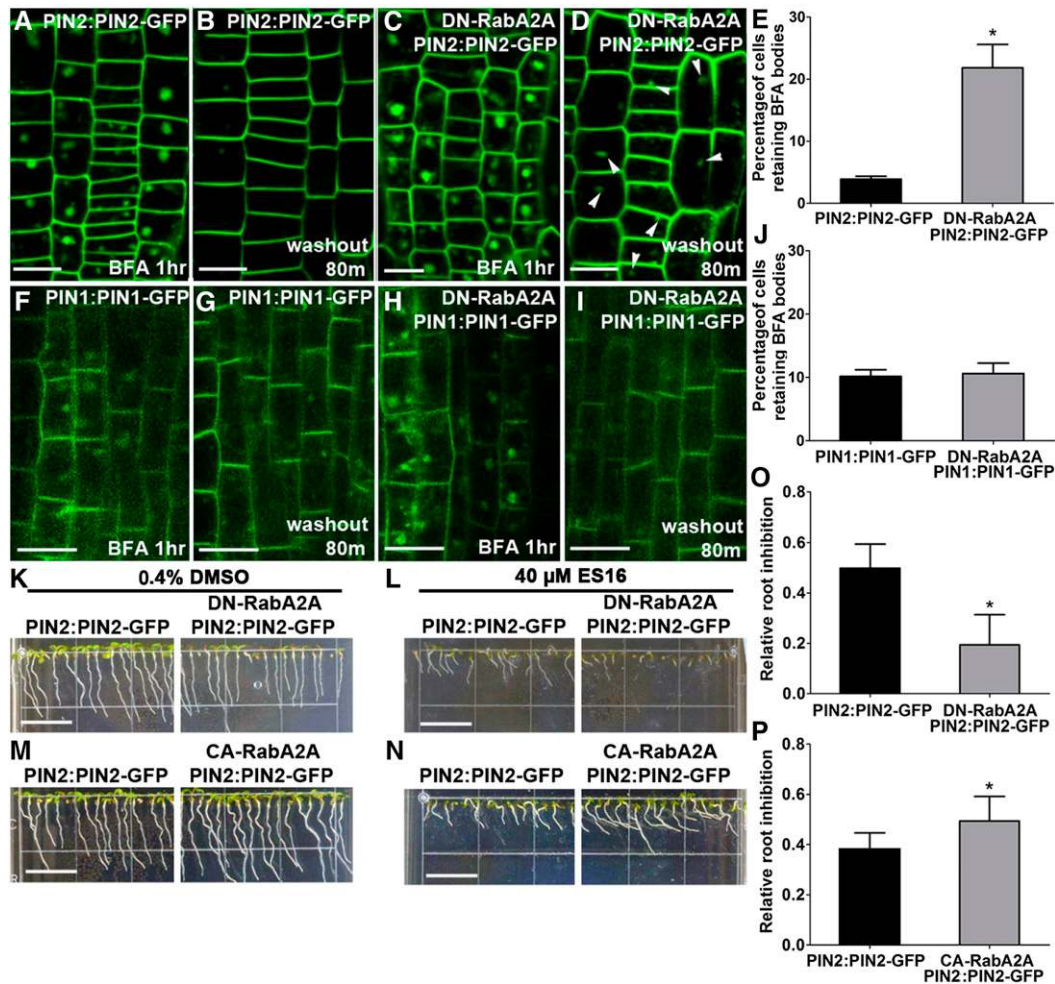 A PIN2:PIN2-GFP
BFA 1hr
B PIN2:PIN2-GFP
washout
80m
C DN-RabA2A
PIN2:PIN2-GFP
BFA 1hr
D DN-RabA2A
PIN2:PIN2-GFP
washout
80m
E
Percentageof cells
retaining BFA bodies
30
20
10
0
*
PIN2:PIN2-GFP
DN-RabA2A
PIN2:PIN2-GFP
F PIN1:PIN1-GFP
BFA 1hr
G PIN1:PIN1-GFP
washout
80m
H DN-RabA2A
PIN1:PIN1-GFP
BFA 1hr
I DN-RabA2A
PIN1:PIN1-GFP
washout
80m
J
Percentageof cells
retaining BFA bodies
30
20
10
0
PIN1:PIN1-GFP
DN-RabA2A
PIN1:PIN1-GFP
K 0.4% DMSO
DN-RabA2A
PIN2:PIN2-GFP PIN2:PIN2-GFP
L 40 µM ES16
DN-RabA2A
PIN2:PIN2-GFP PIN2:PIN2-GFP
M CA-RabA2A
PIN2:PIN2-GFP PIN2:PIN2-GFP
N CA-RabA2A
PIN2:PIN2-GFP PIN2:PIN2-GFP
O
Relative root inhibition
0.8
0.6
0.4
0.2
0.0
*
PIN2:PIN2-GFP
DN-RabA2A
PIN2:PIN2-GFP
P
Relative root inhibition
0.8
0.6
0.4
0.2
0.0
*
PIN2:PIN2-GFP
CA-RabA2A
PIN2:PIN2-GFP